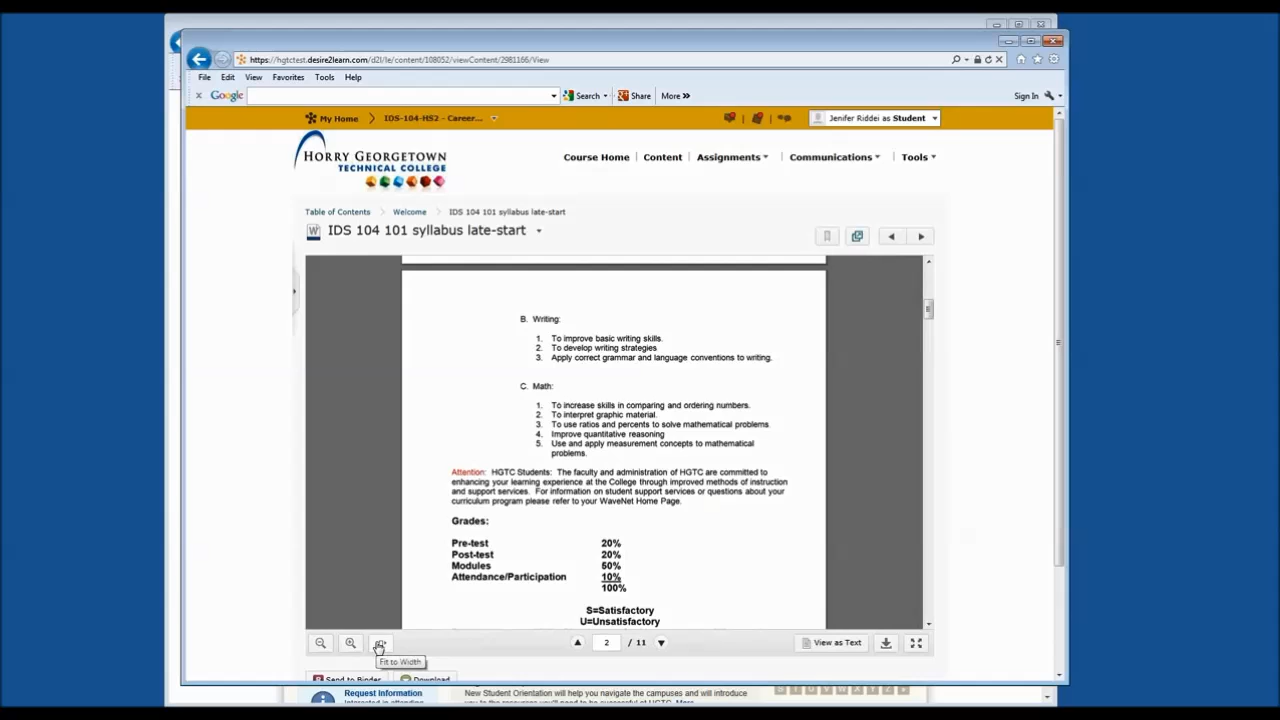 https://hgtctest.desire2learn.com/d2l/le/content/108052/viewContent/2981166/View
File Edit View Favorites Tools Help
x Google Search Share More »
Sign In
My Home IDS-104-HS2 - Career...
Jenifer Riddei as Student
HORRY GEORGETOWN
TECHNICAL COLLEGE
Course Home Content Assignments Communications Tools
Table of Contents Welcome IDS 104 101 syllabus late-start
IDS 104 101 syllabus late-start
B. Writing:
1. To improve basic writing skills.
2. To develop writing strategies
3. Apply correct grammar and language conventions to writing.
C. Math:
1. To increase skills in comparing and ordering numbers.
2. To interpret graphic material.
3. To use ratios and percents to solve mathematical problems.
4. Improve quantitative reasoning
5. Use and apply measurement concepts to mathematical
problems.
Attention: HGTC Students: The faculty and administration of HGTC are committed to
enhancing your learning experience at the College through improved methods of instruction
and support services. For information on student support services or questions about your
curriculum program please refer to your WaveNet Home Page.
Grades:
Pre-test 20%
Post-test 20%
Modules 50%
Attendance/Participation 10%
100%
S=Satisfactory
U=Unsatisfactory
2 / 11
View as Text
Fit to Width
Send to Binder Download
Request Information
New Student Orientation will help you navigate the campuses and will introduce